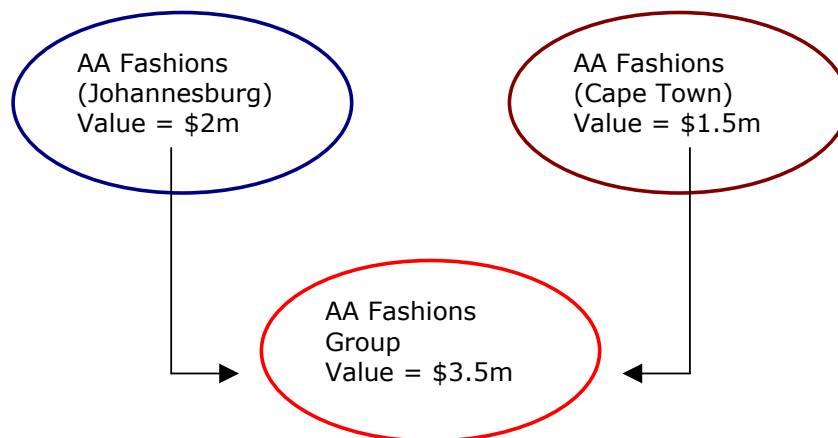 AA Fashions
(Johannesburg)
Value = $2m
AA Fashions
(Cape Town)
Value = $1.5m
AA Fashions
Group
Value = $3.5m